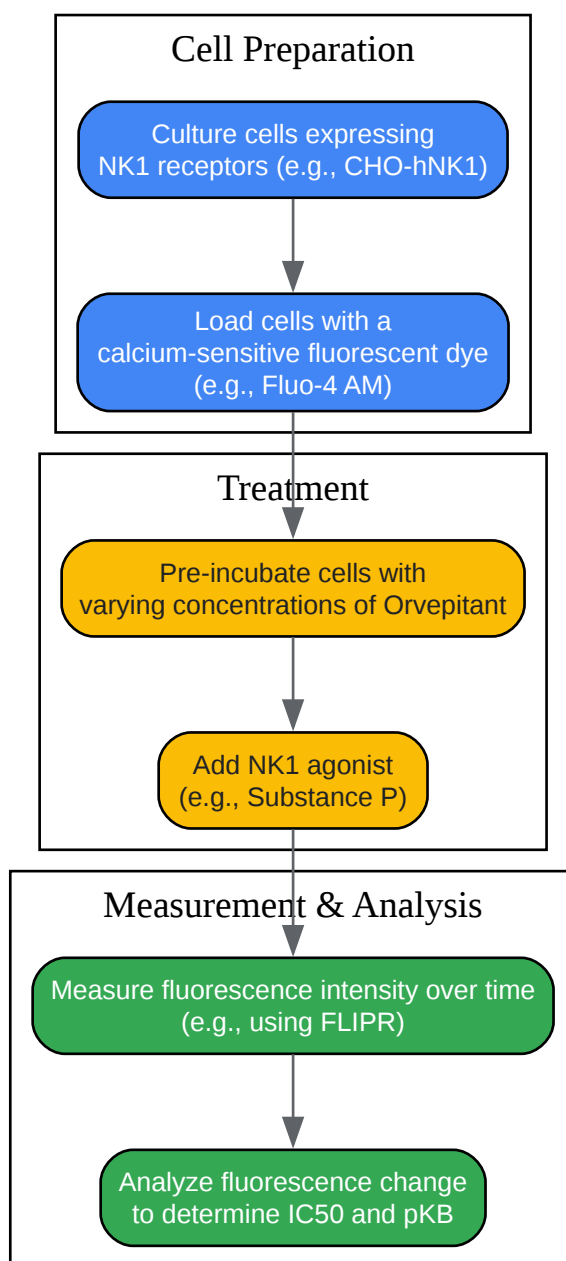 Cell Preparation
Culture cells expressing
NK1 receptors (e.g., CHO-hNK1)
Load cells with a
calcium-sensitive fluorescent dye
(e.g., Fluo-4 AM)
Treatment
Pre-incubate cells with
varying concentrations of Orvepitant
Add NK1 agonist
(e.g., Substance P)
Measurement & Analysis
Measure fluorescence intensity over time
(e.g., using FLIPR)
Analyze fluorescence change
to determine IC50 and pKB